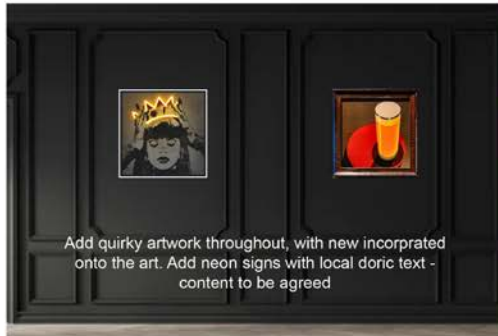 Add quirky artwork throughout, with new incorprated
onto the art. Add neon signs with local doric text -
content to be agreed